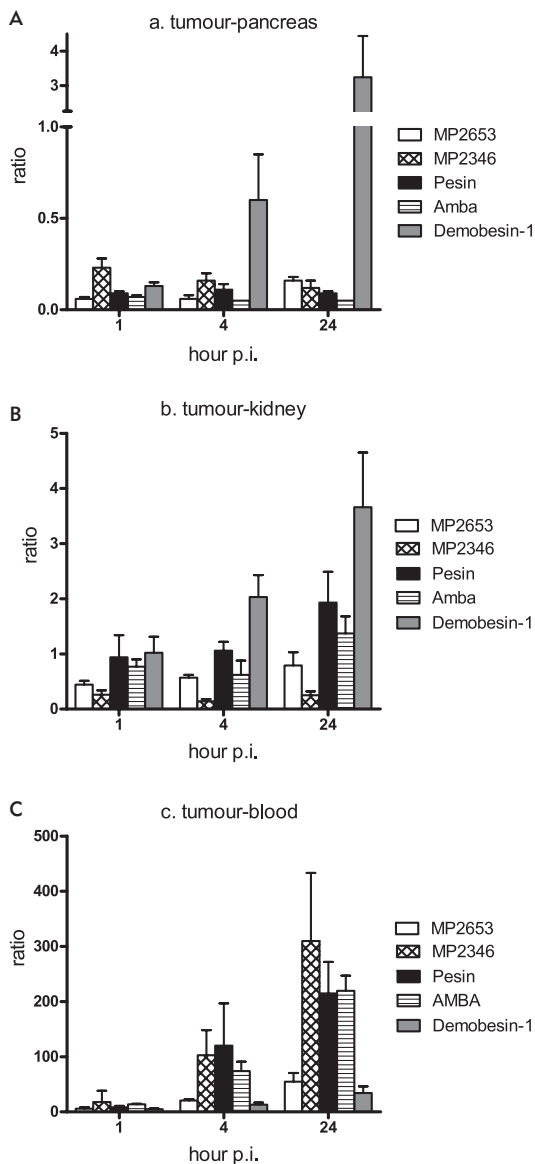 A
a. tumour-pancreas
4
3
1.0
0.5
0.0
ratio
1
4
24
hour p.i.
MP2653
MP2346
Pesin
Amba
Demobesin-1
B
b. tumour-kidney
5
4
3
2
1
0
ratio
1
4
24
hour p.i.
MP2653
MP2346
Pesin
Amba
Demobesin-1
C
c. tumour-blood
500
400
300
200
100
0
ratio
1
4
24
hour p.i.
MP2653
MP2346
Pesin
AMBA
Demobesin-1